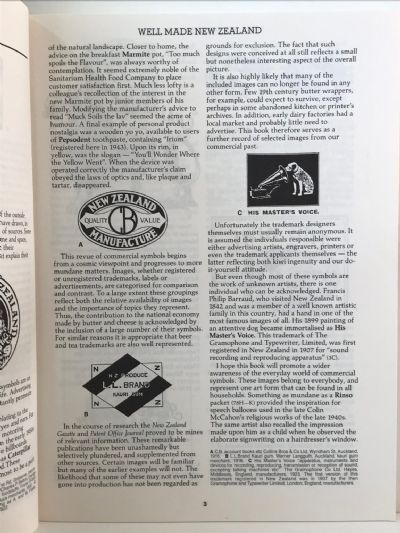 WELL MADE NEW ZEALAND
of the natural landscape. Closer to home, the
advice on the breakfast Marmite pot, "Too much
spoils the Flavour", was always worthy of
contemplation. It seemed extremely noble of the
Sanitarium Health Food Company to place
customer satisfaction first. Much less lofty is a
colleague's recollection of the interest in the
new Marmite pot by junior members of his
family. Modifying the manufacturer's advice to
read "Muck Soils the Lav" seemed the acme of
humour. A final example of personal product
nostalgia was a wooden yo yo, available to users
of Pepsodent toothpaste, containing "Irium"
(registered here in 1943). Upon its rim, in
yellow, was the slogan — "You'll Wonder Where
the Yellow Went". When the device was
operated correctly the manufacturer's claim
obeyed the laws of optics and, like plaque and
tartar, disappeared.
NEW ZEALAND
QUALITY CB VALUE
MANUFACTURE
A
This revue of commercial symbols begins
from a cosmic viewpoint and progresses to more
mundane matters. Images, whether registered
or unregistered trademarks, labels or
advertisements, are categorised for comparison
and contrast. To a large extent these groupings
reflect both the relative availability of images
and the importance of topics they represent.
Thus, the contribution to the national economy
made by butter and cheese is acknowledged by
the inclusion of a large number of their symbols.
For similar reasons it is appropriate that beer
and tea trademarks are also well represented.
N.Z. PRODUCE
L.L. BRAND
KAURI GUM
B
In the course of research the New Zealand
Gazette and Patent Office Journal proved to be mines
of relevant information. These remarkable
publications have been unashamedly but
selectively plundered, and supplemented from
other sources. Certain images will be familiar
but many of the earlier examples will not. The
likelihood that some of these may not even have
gone into production has not been regarded as
grounds for exclusion. The fact that such
designs were conceived at all still reflects a small
but nonetheless interesting aspect of the overall
picture.
It is also highly likely that many of the
included images can no longer be found in any
other form. Few 19th century butter wrappers,
for example, could expect to survive, except
perhaps in some abandoned kitchen or printer's
archives. In addition, early dairy factories had a
local market and probably little need to
advertise. This book therefore serves as a
further record of selected images from our
commercial past.
C HIS MASTER'S VOICE.
Unfortunately the trademark designers
themselves must usually remain anonymous. It
is assumed the individuals responsible were
either advertising artists, engravers, printers or
even the trademark applicants themselves — the
latter reflecting both kiwi ingenuity and our do-
it-yourself attitude.
But even though most of these symbols are
the work of unknown artists, there is one
individual who can be acknowledged. Francis
Philip Barraud, who visited New Zealand in
1842 and was a member of a well known artistic
family in this country, had a hand in one of the
most famous images of all. His 1899 painting of
an attentive dog became immortalised as His
Master's Voice. This trademark of The
Gramophone and Typewriter, Limited, was first
registered in New Zealand in 1907 for "sound
recording and reproducing apparatus" (3C).
I hope this book will promote a wider
awareness of the everyday world of commercial
symbols. These images belong to everybody, and
represent one art form that can be found in all
households. Something as mundane as a Rinso
packet provided the inspiration for
speech balloons used in the late Colin
McCahon's religious works of the late 1940s.
The same artist also recalled the impression
made upon him as a child when he observed the
elaborate signwriting on a hairdresser's window.
3